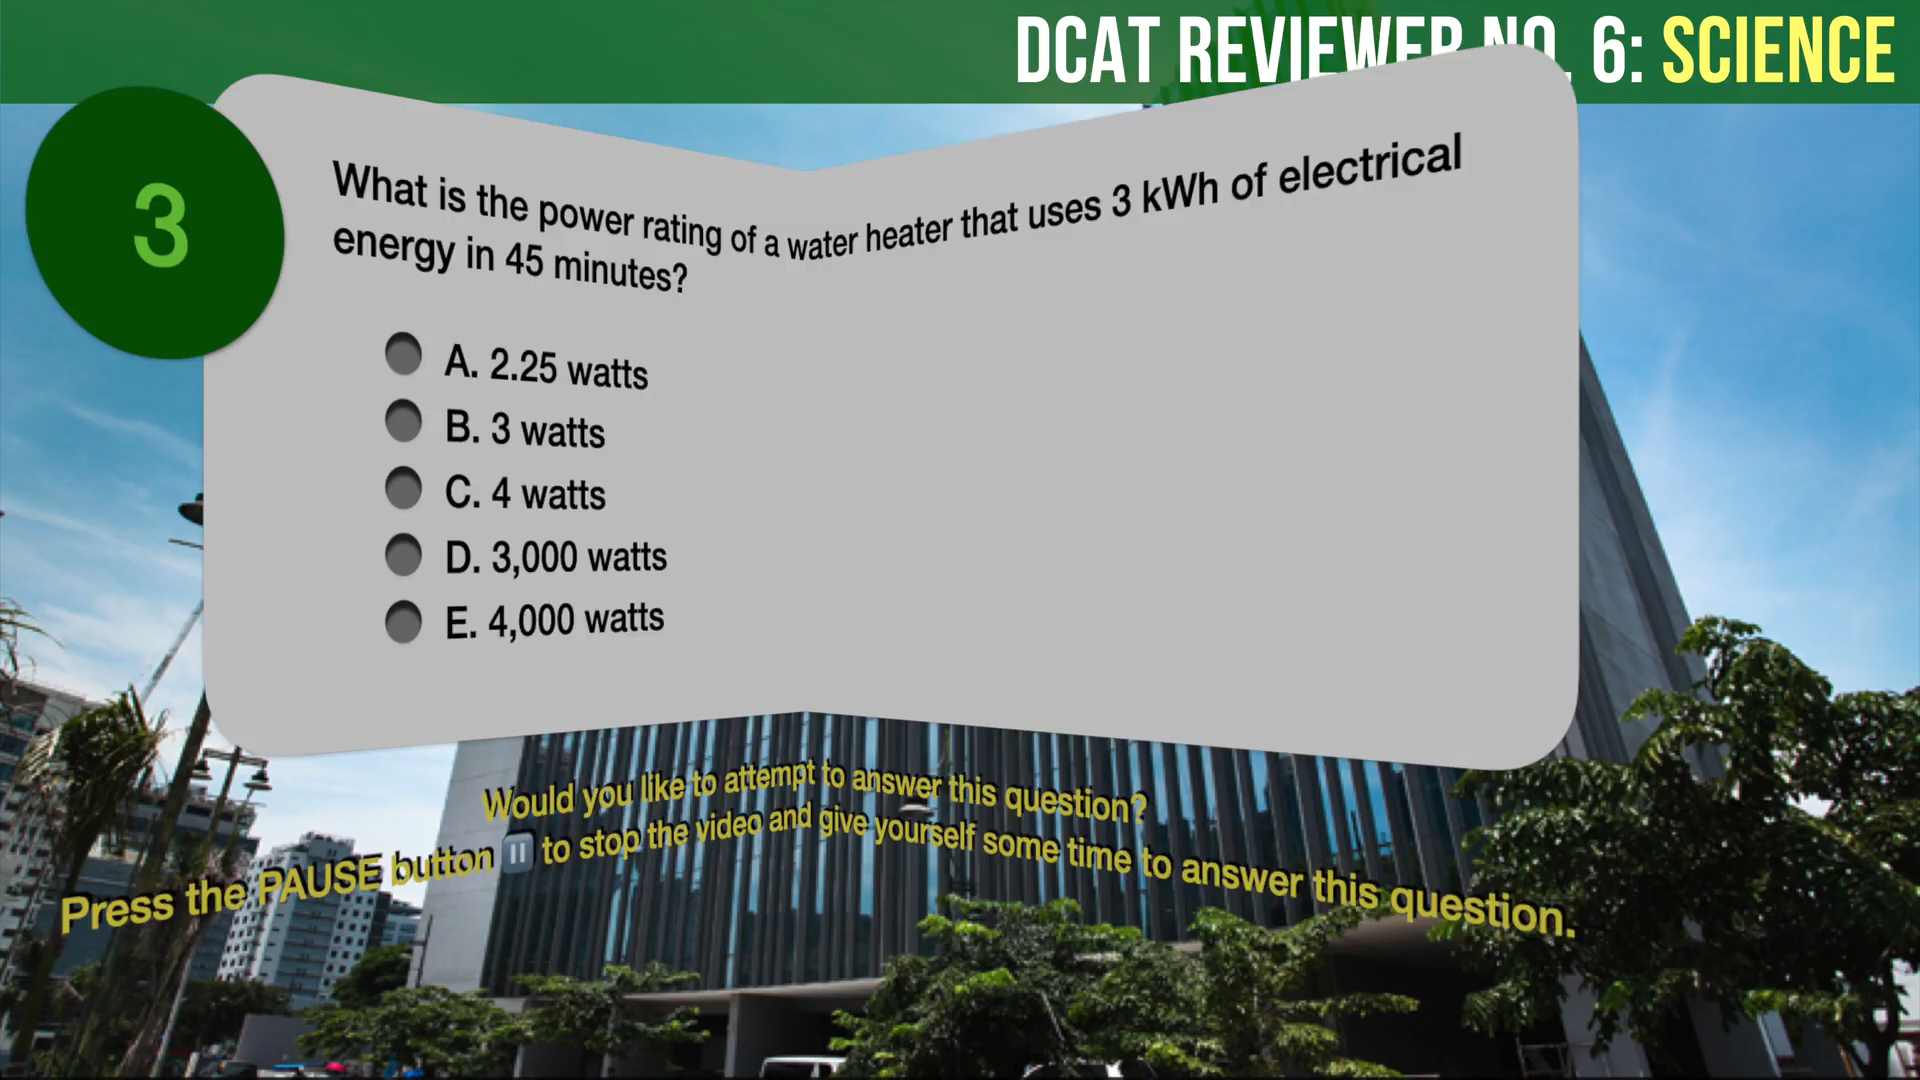 DCAT REVIEWER NO. 6: SCIENCE
3
What is the power rating of a water heater that uses 3 kWh of electrical
energy in 45 minutes?
A. 2.25 watts
B. 3 watts
C. 4 watts
D. 3,000 watts
E. 4,000 watts
Would you like to attempt to answer this question?
Press the PAUSE button ⏸ to stop the video and give yourself some time to answer this question.